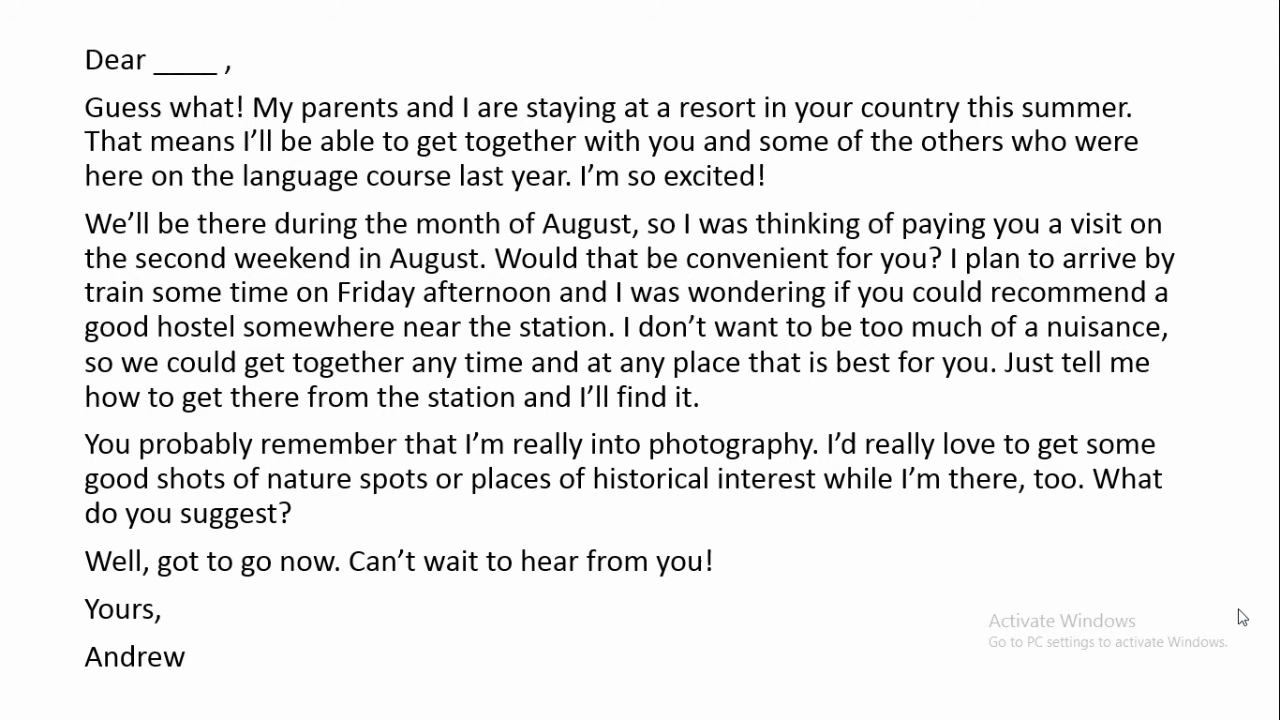 Dear ____ ,
Guess what! My parents and I are staying at a resort in your country this summer.
That means I’ll be able to get together with you and some of the others who were
here on the language course last year. I’m so excited!
We’ll be there during the month of August, so I was thinking of paying you a visit on
the second weekend in August. Would that be convenient for you? I plan to arrive by
train some time on Friday afternoon and I was wondering if you could recommend a
good hostel somewhere near the station. I don’t want to be too much of a nuisance,
so we could get together any time and at any place that is best for you. Just tell me
how to get there from the station and I’ll find it.
You probably remember that I’m really into photography. I’d really love to get some
good shots of nature spots or places of historical interest while I’m there, too. What
do you suggest?
Well, got to go now. Can’t wait to hear from you!
Yours,
Andrew
Activate Windows
Go to PC settings to activate Windows.